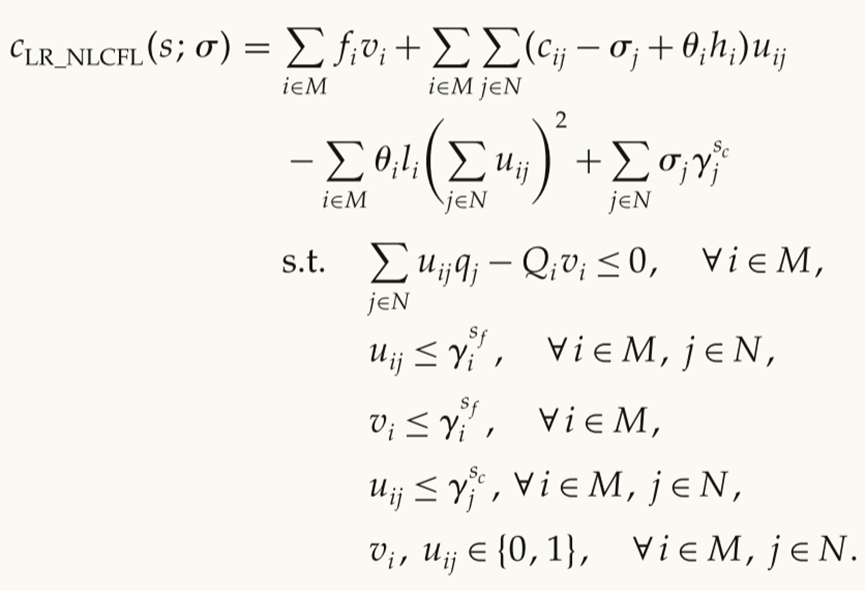 c_{LR_NLCFL}(s; σ) = ∑_{i∈M} f_i v_i + ∑_{i∈M} ∑_{j∈N} (c_{ij} − σ_j + θ_i h_i) u_{ij}
− ∑_{i∈M} θ_i l_i (∑_{j∈N} u_{ij})^2 + ∑_{j∈N} σ_j γ_j^{s_c}
s.t. ∑_{j∈N} u_{ij} q_j − Q_i v_i ≤ 0, ∀ i ∈ M,
u_{ij} ≤ γ_i^{s_f}, ∀ i ∈ M, j ∈ N,
v_i ≤ γ_i^{s_f}, ∀ i ∈ M,
u_{ij} ≤ γ_j^{s_c}, ∀ i ∈ M, j ∈ N,
v_i, u_{ij} ∈ {0, 1}, ∀ i ∈ M, j ∈ N.